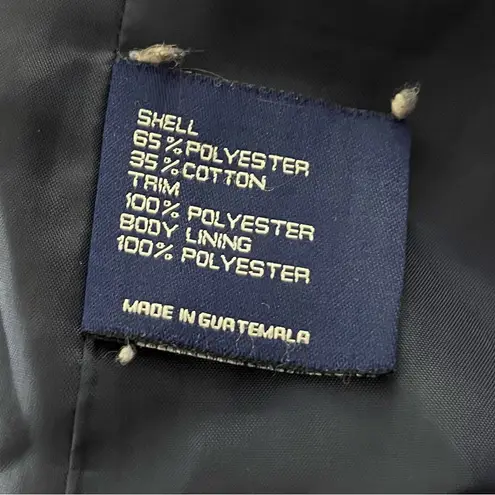 SHELL
65% POLYESTER
35% COTTON
TRIM
100% POLYESTER
BODY LINING
100% POLYESTER
MADE IN GUATEMALA